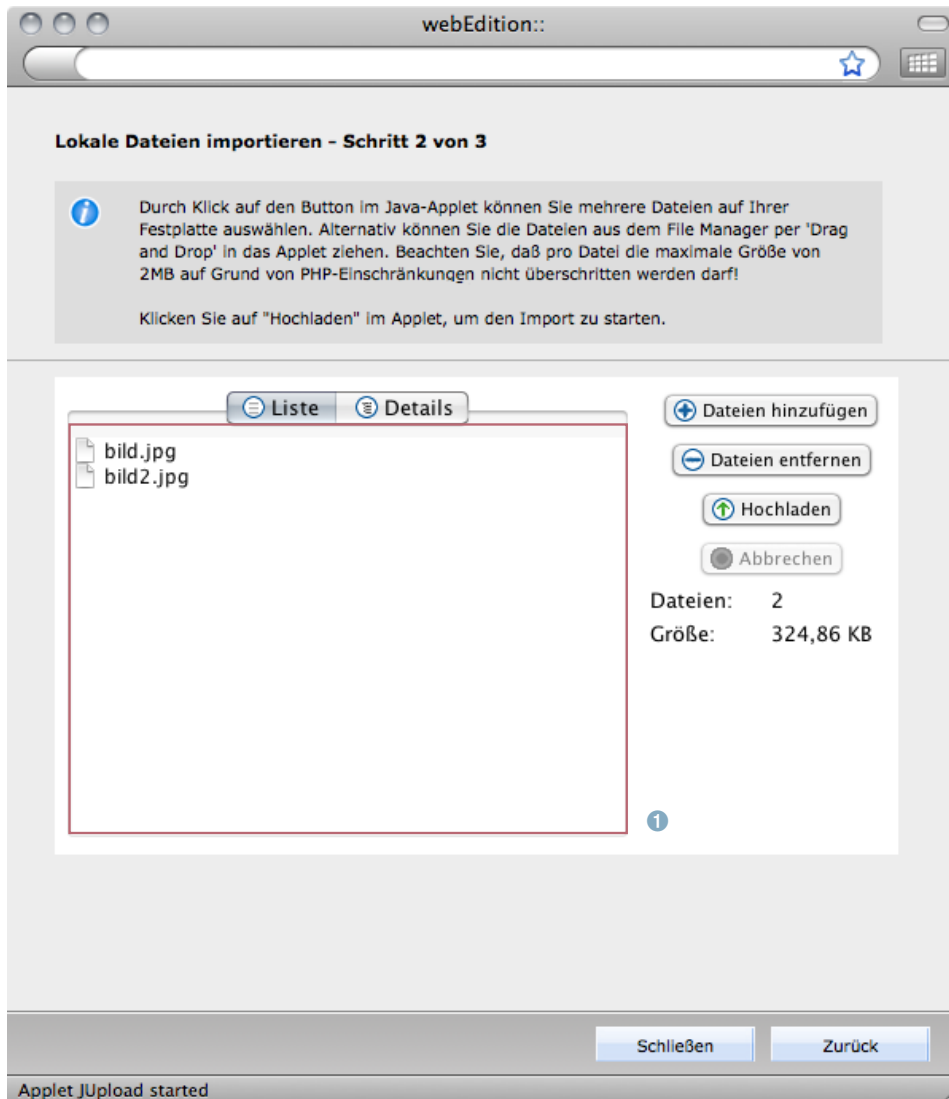 webEdition::
Lokale Dateien importieren – Schritt 2 von 3
Durch Klick auf den Button im Java-Applet können Sie mehrere Dateien auf Ihrer
Festplatte auswählen. Alternativ können Sie die Dateien aus dem File Manager per 'Drag
and Drop' in das Applet ziehen. Beachten Sie, daß pro Datei die maximale Größe von
2MB auf Grund von PHP-Einschränkungen nicht überschritten werden darf!
Klicken Sie auf "Hochladen" im Applet, um den Import zu starten.
Liste Details
bild.jpg
bild2.jpg
Dateien hinzufügen
Dateien entfernen
Hochladen
Abbrechen
Dateien: 2
Größe: 324,86 KB
1
Schließen Zurück
Applet JUpload started